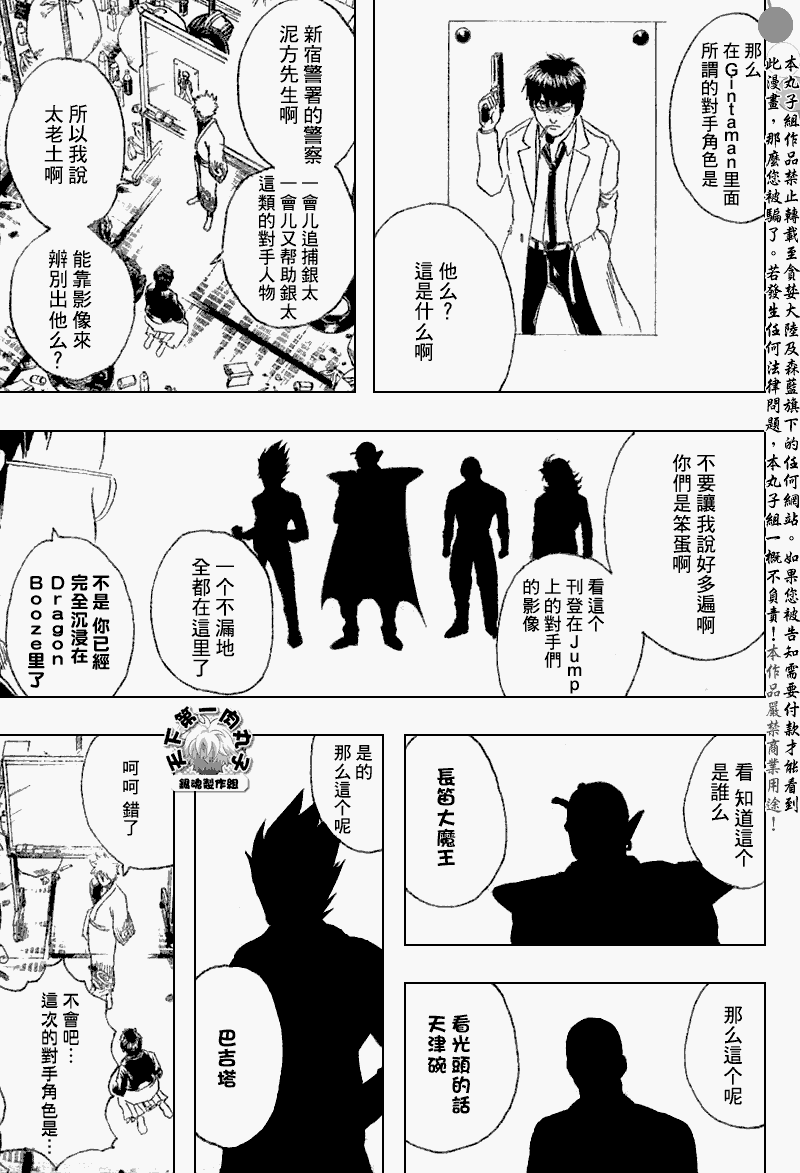 那么
在Gintaman里面
所謂的對手角色是
他么？
這是什么啊
新宿警署的警察
泥方先生啊
一會儿追捕銀太
一會儿又帮助銀太
這類的對手人物
所以我說
太老土啊
能靠影像來
辨別出他么？
不要讓我說好多遍啊
你們是笨蛋啊
看這个
刊登在Jump
上的對手們
的影像
一个不漏地
全都在這里了
不是 你已經
完全沉浸在
Dragon
Booze里了
看 知道這个
是誰么
長笛大魔王
那么這个呢
看光頭的話
天津碗
是的
那么這个呢
巴吉塔
呵呵 錯了
不會吧…
這次的對手角色是…
天下第一肉丸子
銀魂製作組
本丸子組作品禁止轉載至貪婪大陸及森藍旗下的任何網站。如果您被告知需要付款才能看到
此漫畫，那麼您被騙了。若發生任何法律問題，本丸子組一概不負責！本作品嚴禁商業用途！